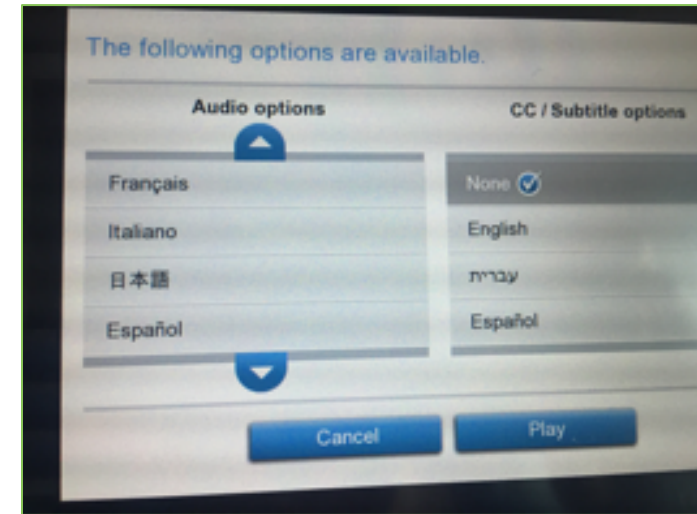 The following options are available.
Audio options
Français
Italiano
日本語
Español
CC / Subtitle options
None
English
עברית
Español
Cancel
Play